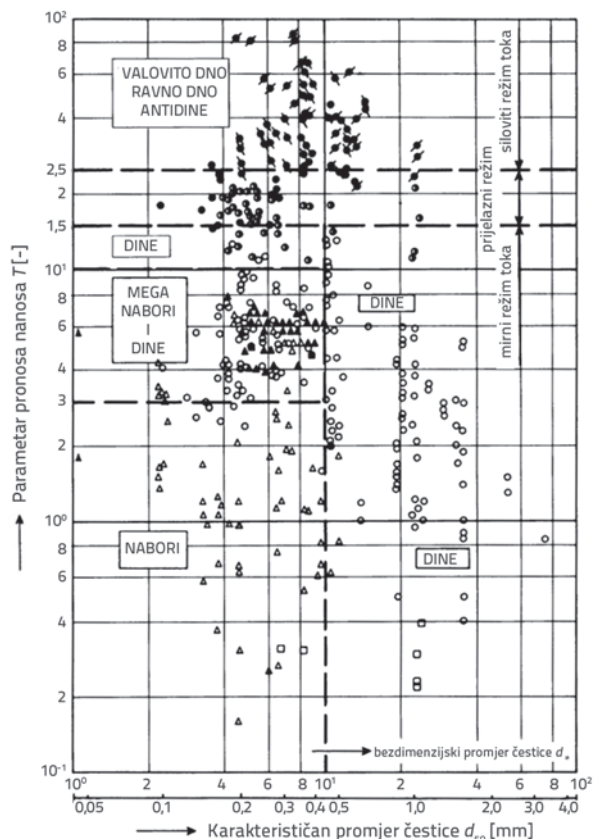 10²
8
6
4
2,5
2
1,5
10¹
8
6
4
3
2
10⁰
8
6
4
2
10⁻¹
Parametar pronosa nanosa T [-]
VALOVITO DNO
RAVNO DNO
ANTIDINE
DINE
MEGA
NABORI
I
DINE
NABORI
DINE
DINE
siloviti režim toka
prijelazni režim
mirni režim toka
bezdimenzijski promjer čestice d*
10⁰ 2 4 6 8 10¹ 2 4 6 8 10²
0,05 0,1 0,2 0,3 0,4 0,5 1,0 2,0 3,0 4,0
Karakterističan promjer čestice d₅₀ [mm]